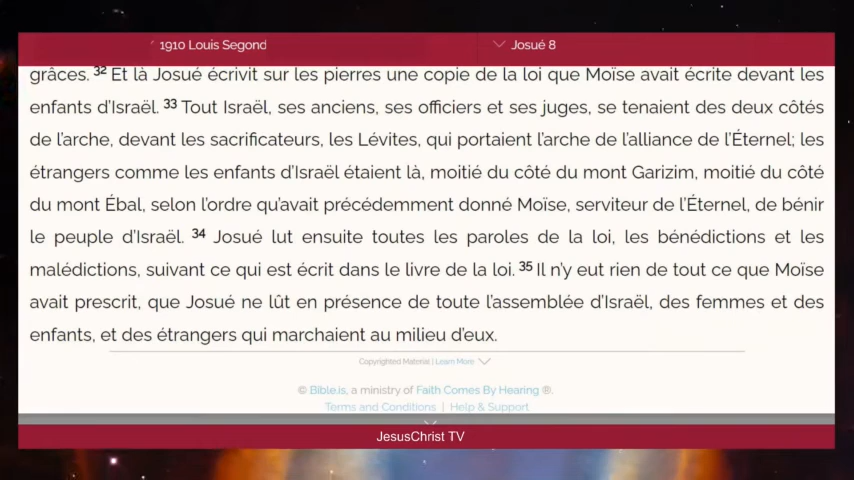 1910 Louis Segond
Josué 8
grâces. 32 Et là Josué écrivit sur les pierres une copie de la loi que Moïse avait écrite devant les
enfants d'Israël. 33 Tout Israël, ses anciens, ses officiers et ses juges, se tenaient des deux côtés
de l'arche, devant les sacrificateurs, les Lévites, qui portaient l'arche de l'alliance de l'Éternel; les
étrangers comme les enfants d'Israël étaient là, moitié du côté du mont Garizim, moitié du côté
du mont Ébal, selon l'ordre qu'avait précédemment donné Moïse, serviteur de l'Éternel, de bénir
le peuple d'Israël. 34 Josué lut ensuite toutes les paroles de la loi, les bénédictions et les
malédictions, suivant ce qui est écrit dans le livre de la loi. 35 Il n'y eut rien de tout ce que Moïse
avait prescrit, que Josué ne lût en présence de toute l'assemblée d'Israël, des femmes et des
enfants, et des étrangers qui marchaient au milieu d'eux.
Copyrighted Material | Learn More
© Bible.is, a ministry of Faith Comes By Hearing ®.
Terms and Conditions | Help & Support
JesusChrist TV